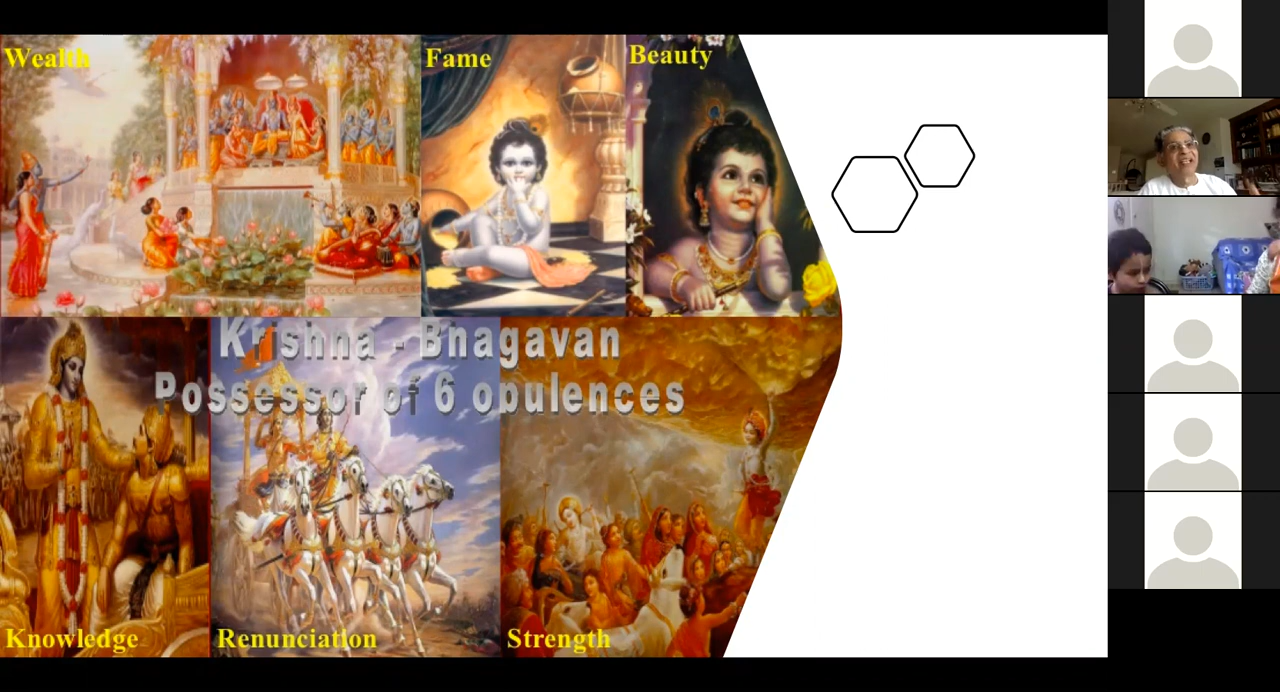 Wealth
Fame
Beauty
Krishna - Bhagavan
Possessor of 6 opulences
Knowledge
Renunciation
Strength